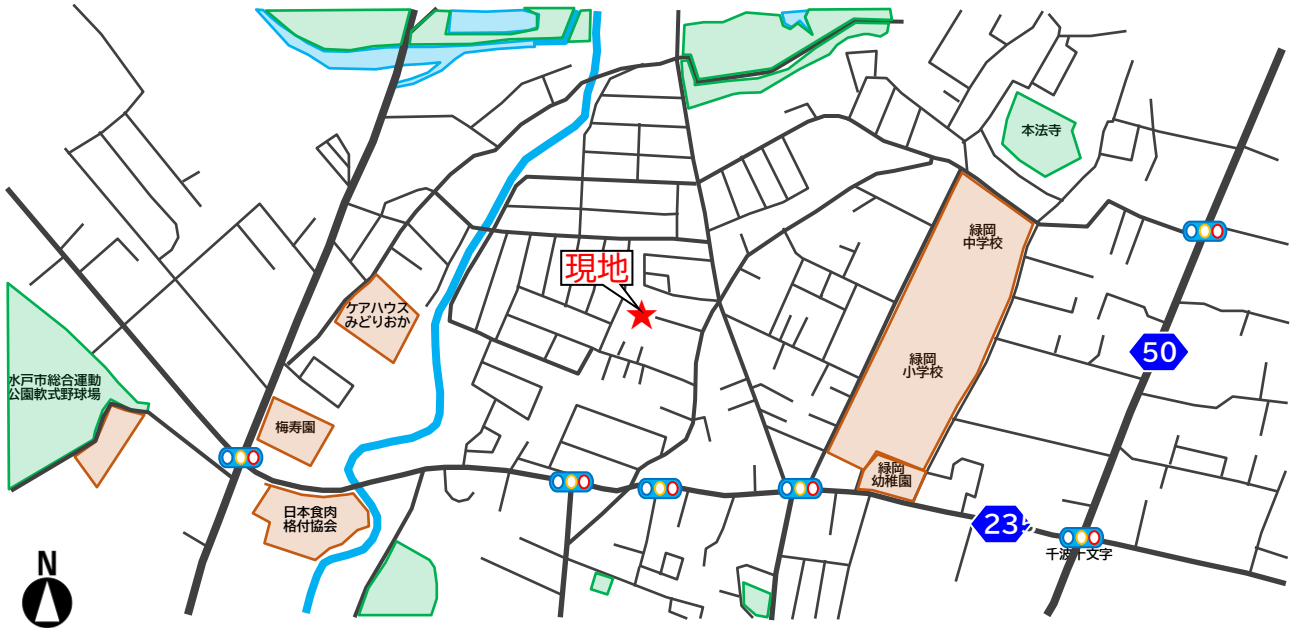 本法寺
緑岡
中学校
現地
ケアハウス
みどりおか
50
緑岡
小学校
水戸市総合運動
公園軟式野球場
梅寿園
緑岡
幼稚園
日本食肉
格付協会
235
千波十文字
N